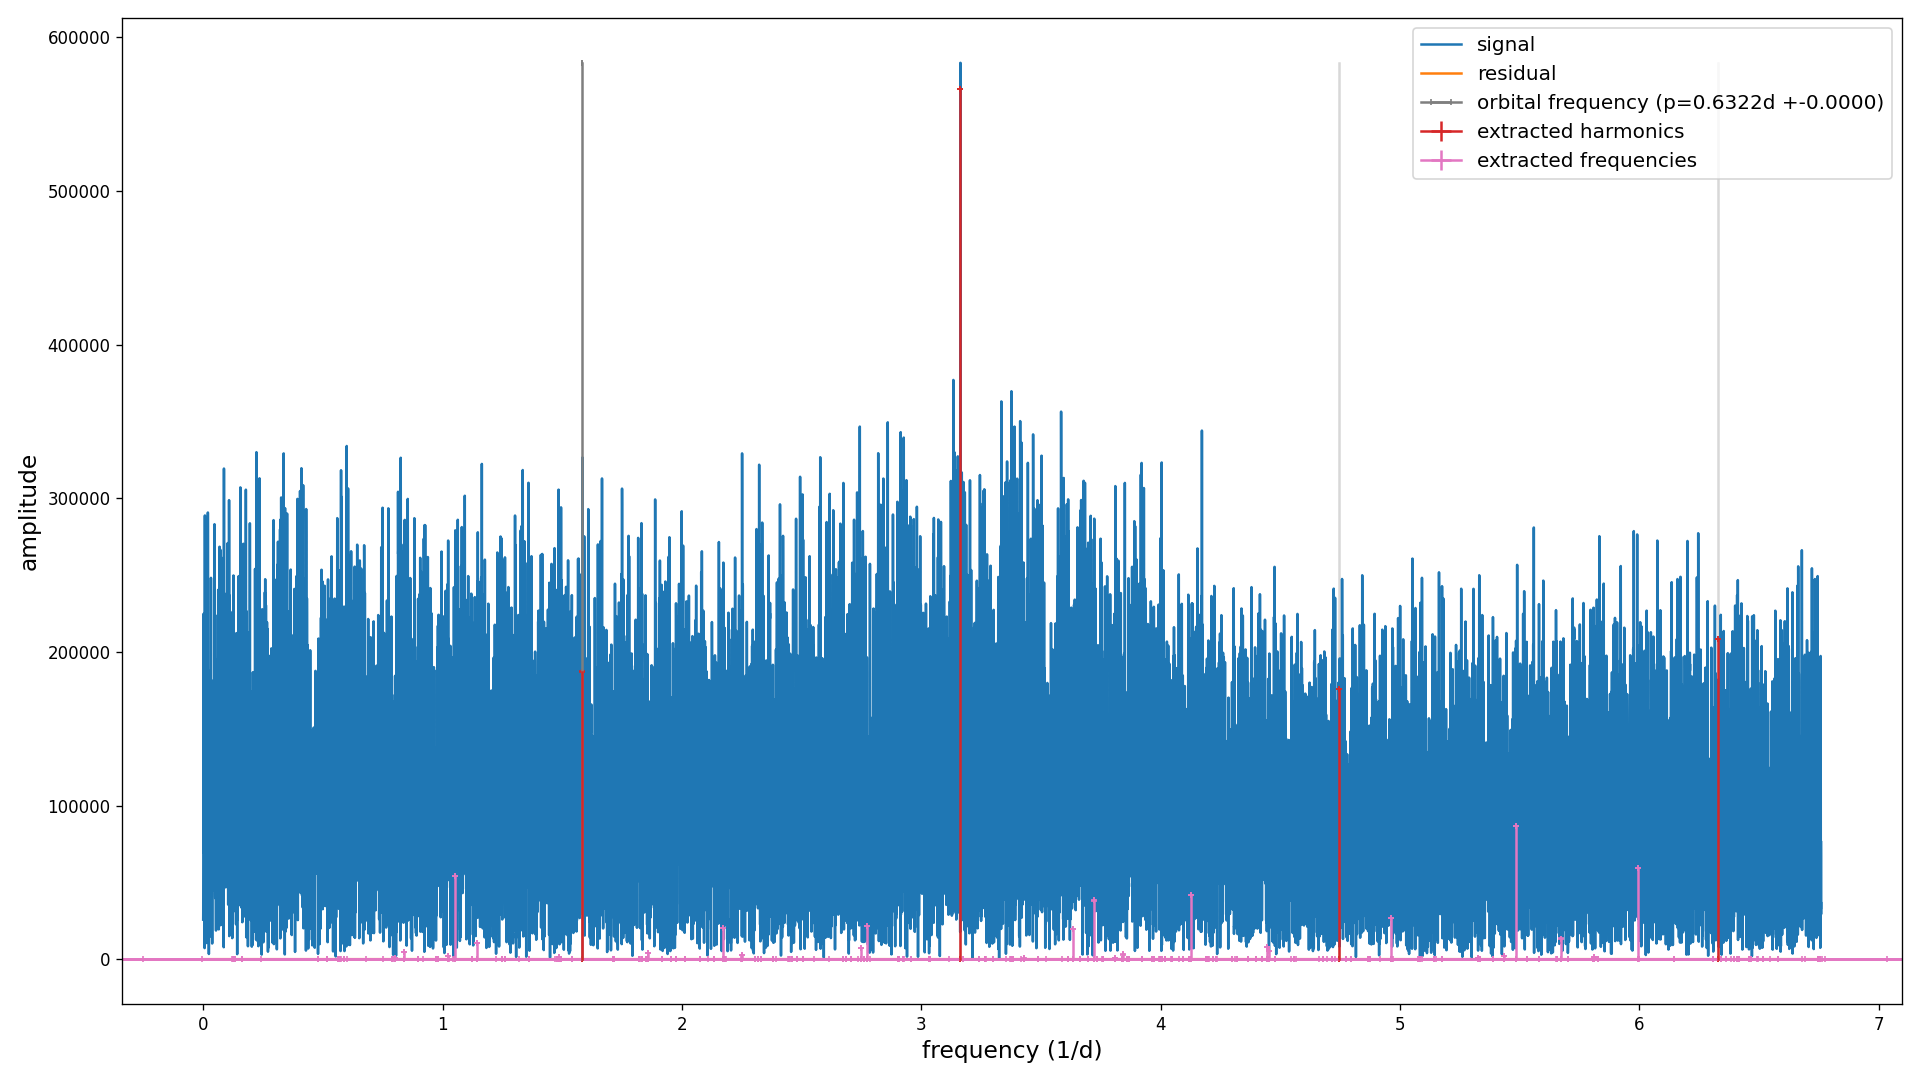 600000
500000
400000
300000
200000
100000
0
amplitude
0 1 2 3 4 5 6 7
frequency (1/d)
signal
residual
orbital frequency (p=0.6322d +-0.0000)
extracted harmonics
extracted frequencies